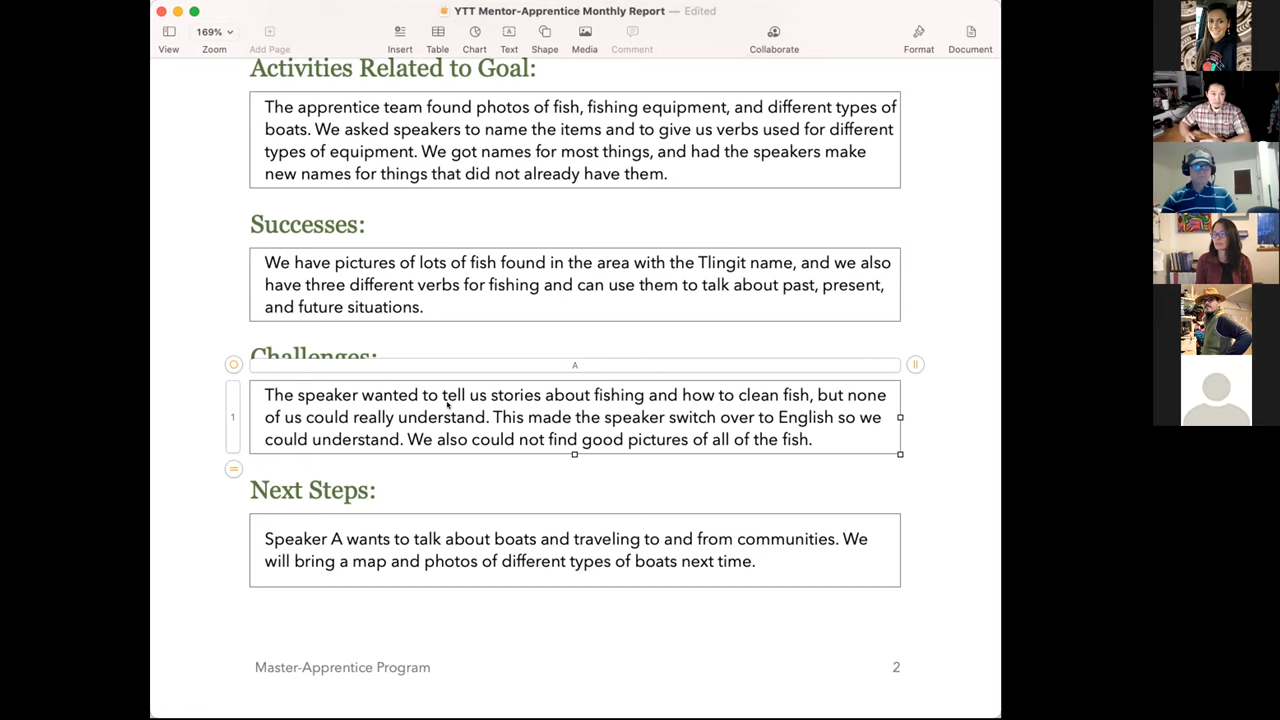 YTT Mentor-Apprentice Monthly Report — Edited
169%
View
Zoom
Add Page
Insert
Table
Chart
Text
Shape
Media
Comment
Collaborate
Format
Document
Activities Related to Goal:
The apprentice team found photos of fish, fishing equipment, and different types of
boats. We asked speakers to name the items and to give us verbs used for different
types of equipment. We got names for most things, and had the speakers make
new names for things that did not already have them.
Successes:
We have pictures of lots of fish found in the area with the Tlingit name, and we also
have three different verbs for fishing and can use them to talk about past, present,
and future situations.
Challenges:
A
1
The speaker wanted to tell us stories about fishing and how to clean fish, but none
of us could really understand. This made the speaker switch over to English so we
could understand. We also could not find good pictures of all of the fish.
Next Steps:
Speaker A wants to talk about boats and traveling to and from communities. We
will bring a map and photos of different types of boats next time.
Master-Apprentice Program
2